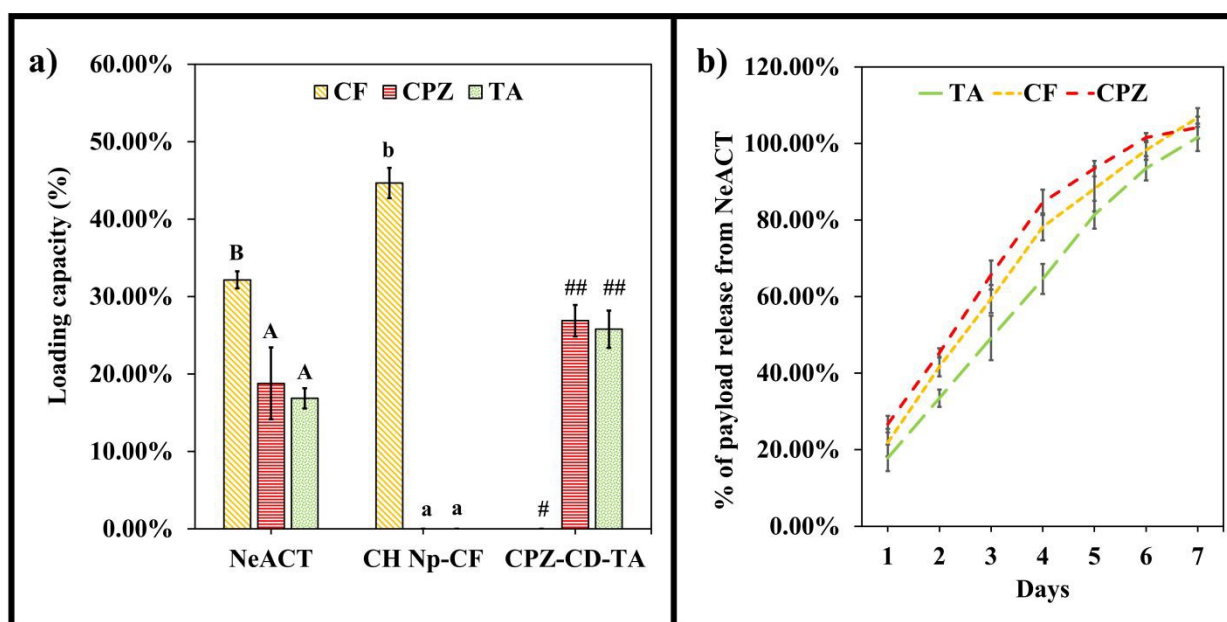 a)
60.00%
50.00%
40.00%
30.00%
20.00%
10.00%
0.00%
Loading capacity (%)
CF CPZ TA
B
A
A
b
a
a
#
##
##
NeACT CH Np-CF CPZ-CD-TA
b)
120.00%
100.00%
80.00%
60.00%
40.00%
20.00%
0.00%
% of payload release from NeACT
TA CF CPZ
1 2 3 4 5 6 7
Days